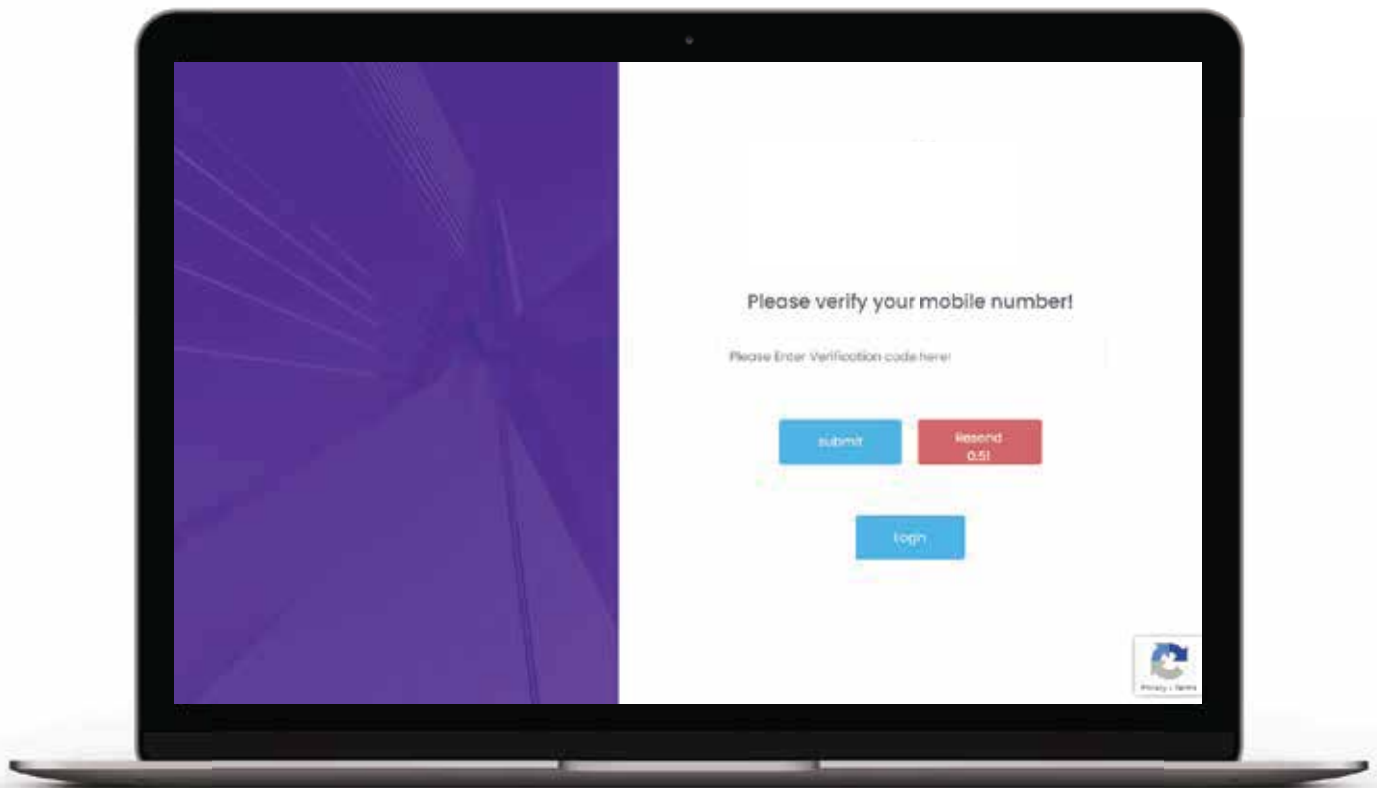 Please verify your mobile number!
Please Enter Verification code here!
submit
Resend
0:51
Login
Privacy - Terms